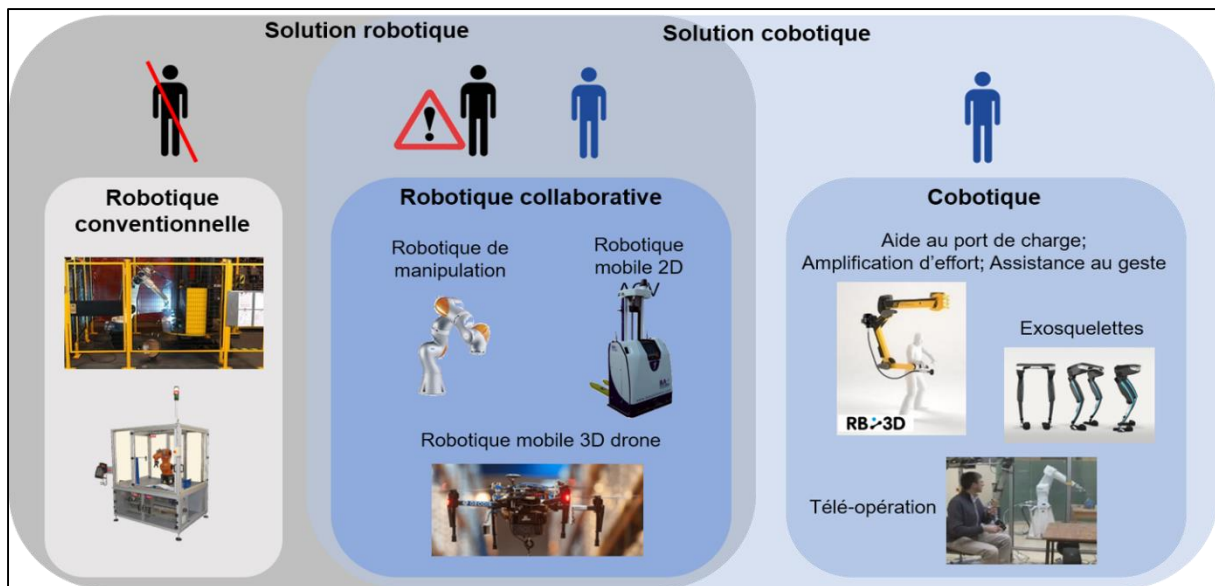 Solution robotique
Solution cobotique
!
Robotique
conventionnelle
Robotique collaborative
Robotique de
manipulation
Robotique
mobile 2D
Robotique mobile 3D drone
Cobotique
Aide au port de charge;
Amplification d'effort; Assistance au geste
RB3D
Exosquelettes
Télé-opération